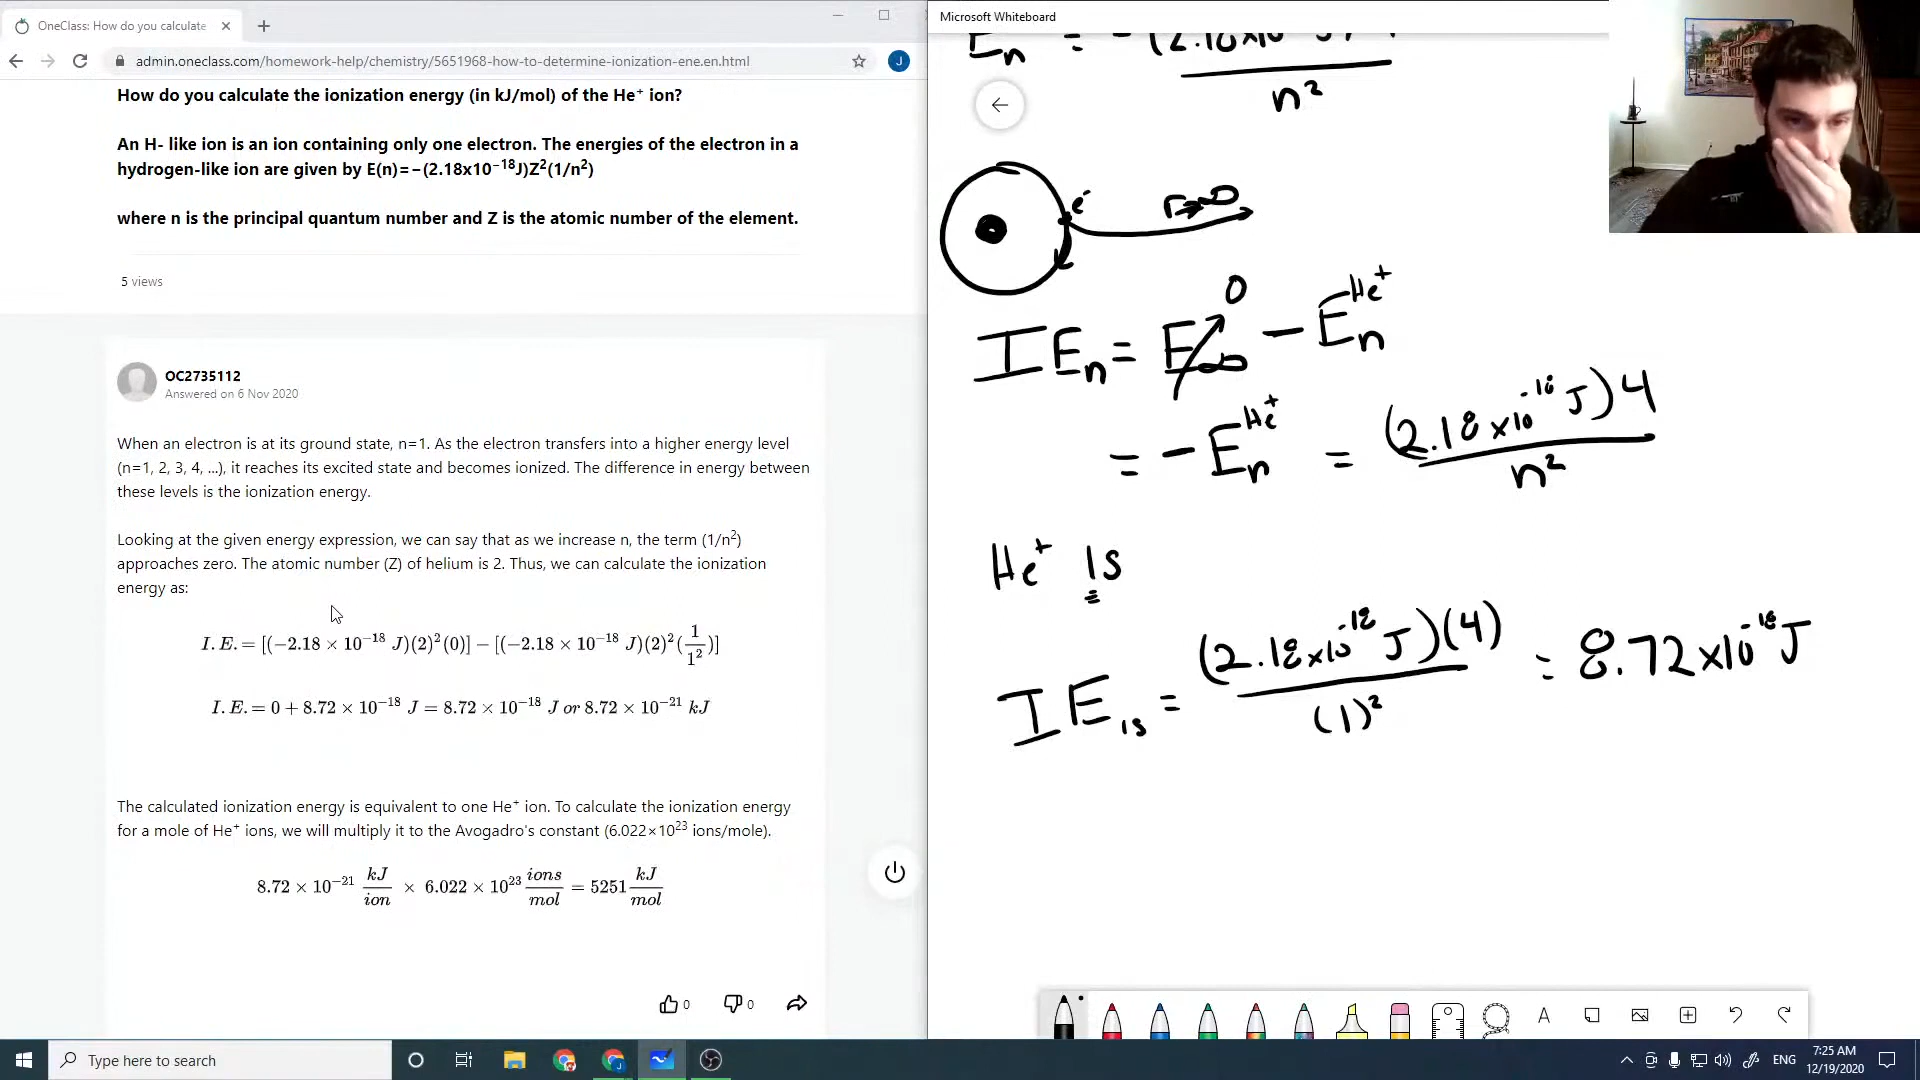 OneClass: How do you calculate
admin.oneclass.com/homework-help/chemistry/5651968-how-to-determine-ionization-ene.en.html
J
How do you calculate the ionization energy (in kJ/mol) of the He⁺ ion?
An H- like ion is an ion containing only one electron. The energies of the electron in a
hydrogen-like ion are given by E(n)=−(2.18x10⁻¹⁸J)Z²(1/n²)
where n is the principal quantum number and Z is the atomic number of the element.
5 views
OC2735112
Answered on 6 Nov 2020
When an electron is at its ground state, n=1. As the electron transfers into a higher energy level
(n=1, 2, 3, 4, ...), it reaches its excited state and becomes ionized. The difference in energy between
these levels is the ionization energy.
Looking at the given energy expression, we can say that as we increase n, the term (1/n²)
approaches zero. The atomic number (Z) of helium is 2. Thus, we can calculate the ionization
energy as:
I.E. = [(−2.18 × 10⁻¹⁸ J)(2)²(0)] − [(−2.18 × 10⁻¹⁸ J)(2)²(1/1²)]
I.E. = 0 + 8.72 × 10⁻¹⁸ J = 8.72 × 10⁻¹⁸ J or 8.72 × 10⁻²¹ kJ
The calculated ionization energy is equivalent to one He⁺ ion. To calculate the ionization energy
for a mole of He⁺ ions, we will multiply it to the Avogadro's constant (6.022×10²³ ions/mole).
8.72 × 10⁻²¹ kJ/ion × 6.022 × 10²³ ions/mol = 5251 kJ/mol
0 0
Microsoft Whiteboard
Eₙ = −(2.18×10
n²
e⁻ r→∞
0
IEₙ = E∞ − Eₙ^He⁺
= −Eₙ^He⁺ = (2.18×10⁻¹⁸ J)4 / n²
He⁺ 1s
IE₁ₛ = (2.18×10⁻¹⁸ J)(4) / (1)² = 8.72×10⁻¹⁸ J
A
Type here to search
ENG
7:25 AM
12/19/2020